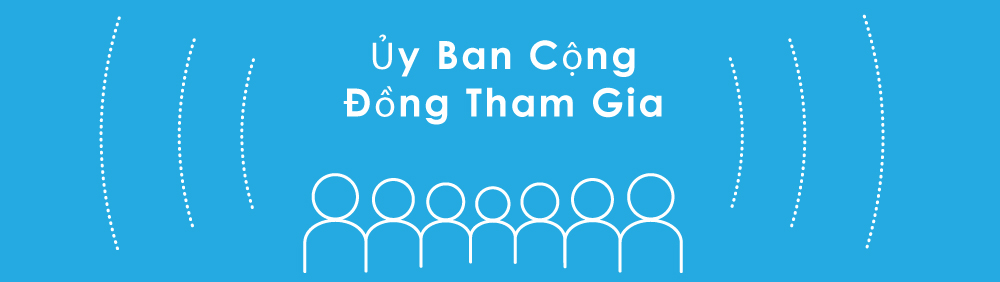 Ủy Ban Cộng
Đồng Tham Gia